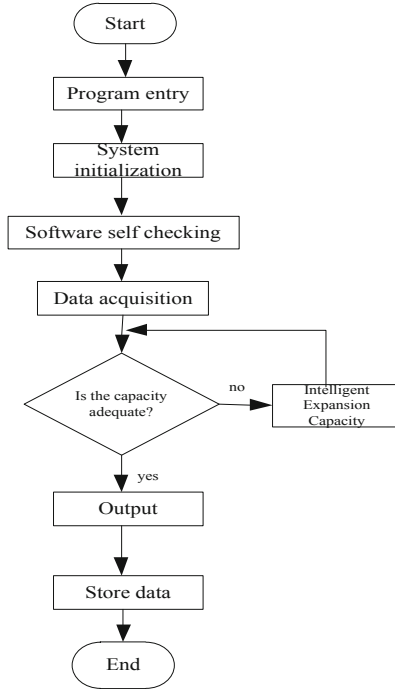 Start
Program entry
System
initialization
Software self checking
Data acquisition
Is the capacity
adequate?
no
Intelligent
Expansion
Capacity
yes
Output
Store data
End